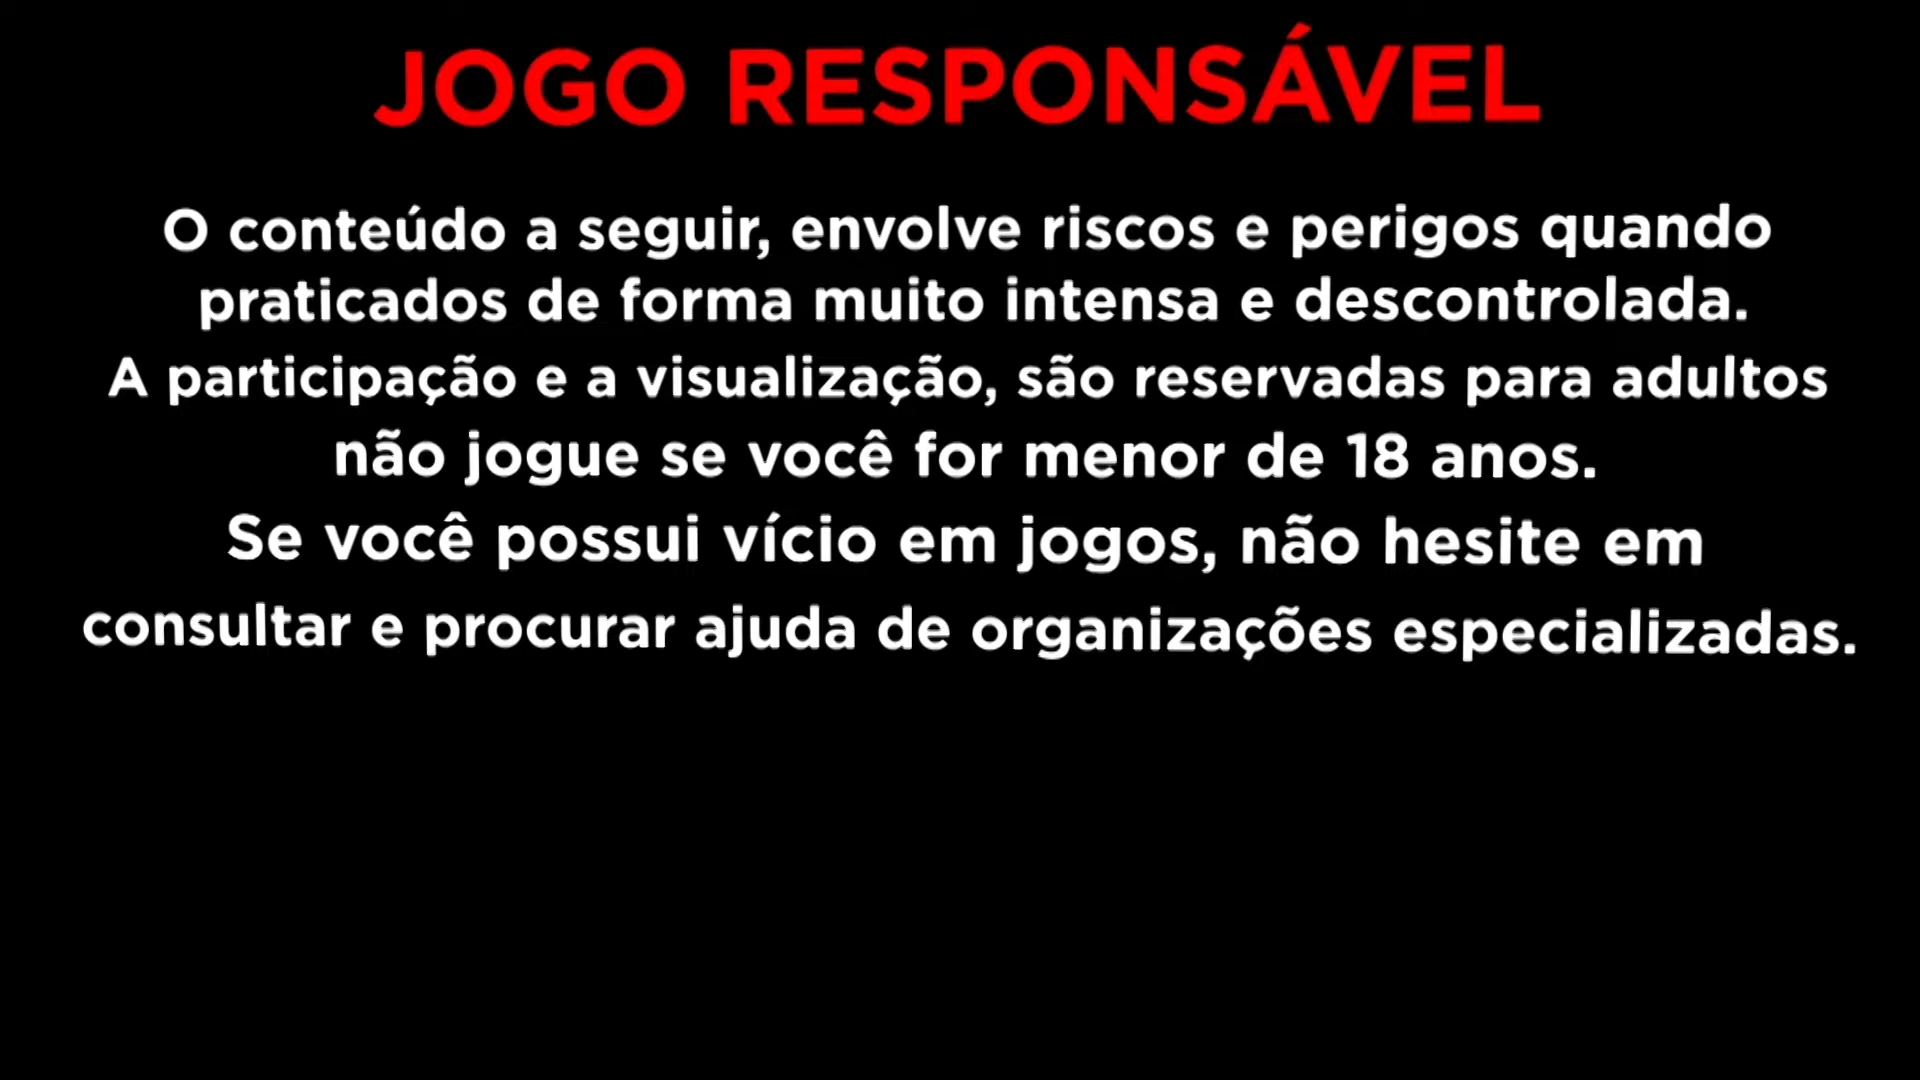 JOGO RESPONSÁVEL
O conteúdo a seguir, envolve riscos e perigos quando
praticados de forma muito intensa e descontrolada.
A participação e a visualização, são reservadas para adultos
não jogue se você for menor de 18 anos.
Se você possui vício em jogos, não hesite em
consultar e procurar ajuda de organizações especializadas.